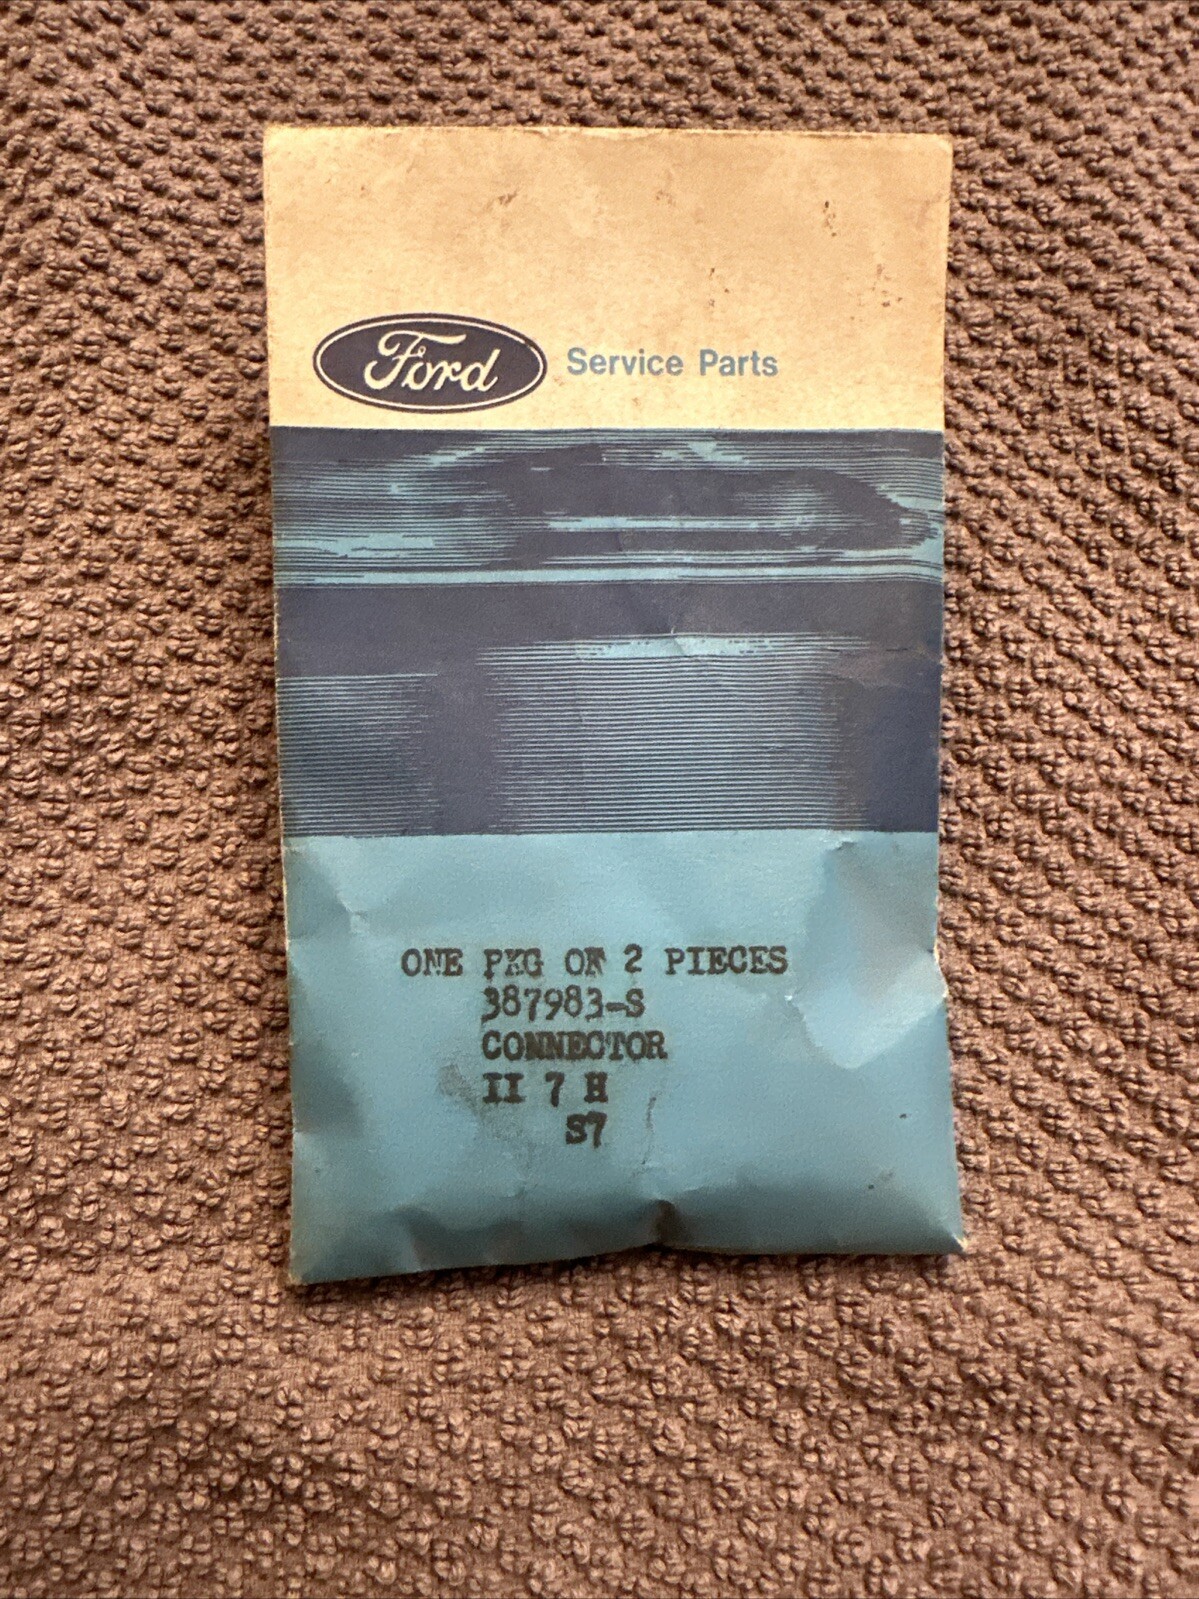 Ford Service Parts
ONE PKG OF 2 PIECES
387983-S
CONNECTOR
II 7 H
S7